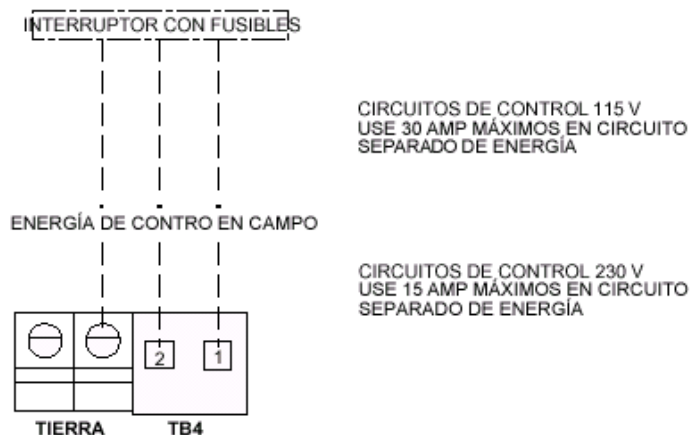 INTERRUPTOR CON FUSIBLES
CIRCUITOS DE CONTROL 115 V
USE 30 AMP MÁXIMOS EN CIRCUITO
SEPARADO DE ENERGÍA
ENERGÍA DE CONTRO EN CAMPO
CIRCUITOS DE CONTROL 230 V
USE 15 AMP MÁXIMOS EN CIRCUITO
SEPARADO DE ENERGÍA
2 1
TIERRA TB4